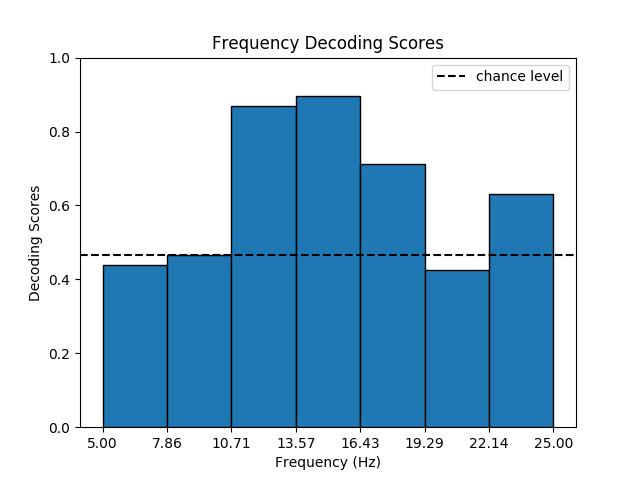 Frequency Decoding Scores
chance level
1.0
0.8
0.6
0.4
0.2
0.0
Decoding Scores
5.00 7.86 10.71 13.57 16.43 19.29 22.14 25.00
Frequency (Hz)